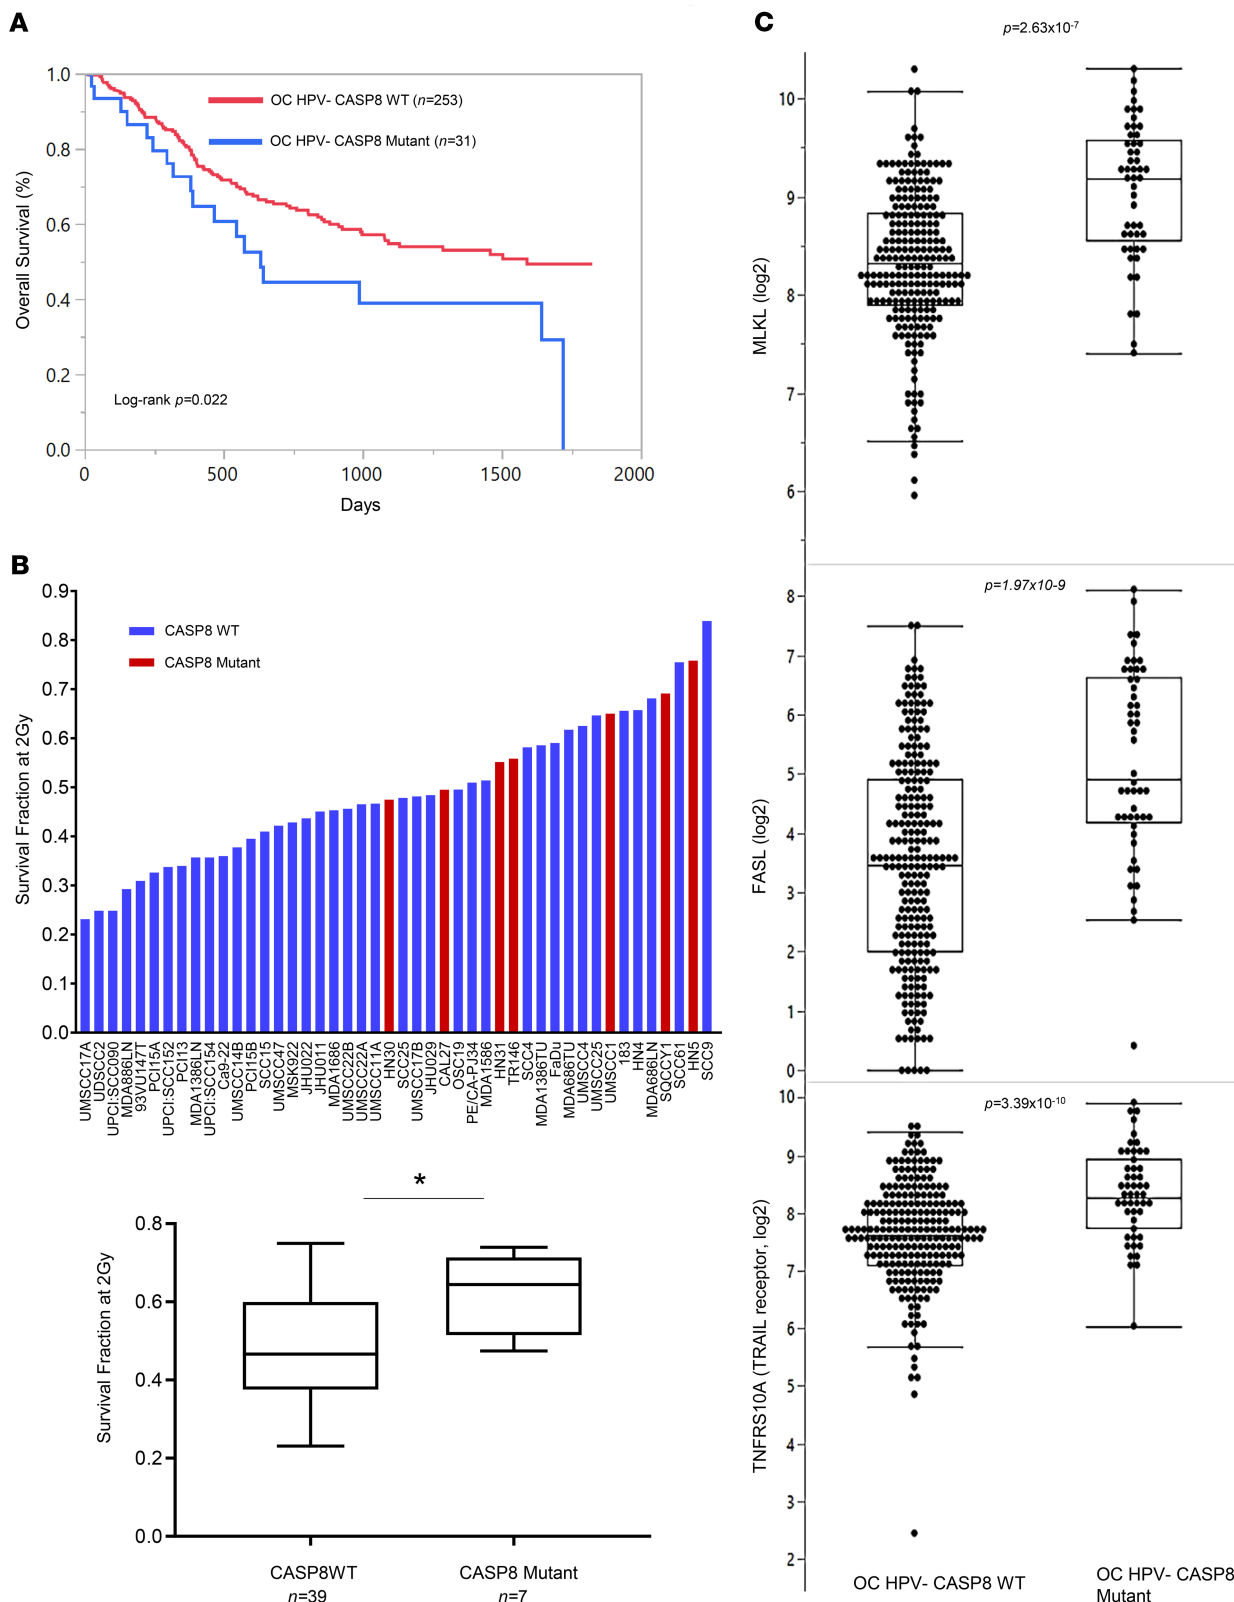 A
1.0
0.8
0.6
0.4
0.2
0.0
Overall Survival (%)
OC HPV- CASP8 WT (n=253)
OC HPV- CASP8 Mutant (n=31)
Log-rank p=0.022
0
500
1000
1500
2000
Days
B
0.9
0.8
0.7
0.6
0.5
0.4
0.3
0.2
0.1
0.0
Survival Fraction at 2Gy
CASP8 WT
CASP8 Mutant
UMSCC17A
UDSCC2
UPCI:SCC090
MDA886LN
93VU147T
PCI15A
UPCI:SCC152
PCI13
MDA1386LN
UPCI:SCC154
Ca9-22
UMSCC14B
PCI15B
SCC15
UMSCC47
MSK922
JHU022
JHU011
MDA1686
UMSCC22B
UMSCC22A
UMSCC11A
HN30
SCC25
UMSCC17B
JHU029
CAL27
OSC19
PE/CA-PJ34
MDA1586
HN31
TR146
SCC4
MDA1386TU
FaDu
MDA686TU
UMSCC4
UMSCC25
UMSCC1
183
HN4
MDA686LN
SQCCY1
SCC61
HN5
SCC9
*
0.8
0.6
0.4
0.2
0.0
Survival Fraction at 2Gy
CASP8WT
n=39
CASP8 Mutant
n=7
C
p=2.63x10-7
10
9
8
7
6
MLKL (log2)
p=1.97x10-9
8
7
6
5
4
3
2
1
0
FASL (log2)
p=3.39x10-10
10
9
8
7
6
5
4
3
2
TNFRS10A (TRAIL receptor, log2)
OC HPV- CASP8 WT
OC HPV- CASP8
Mutant